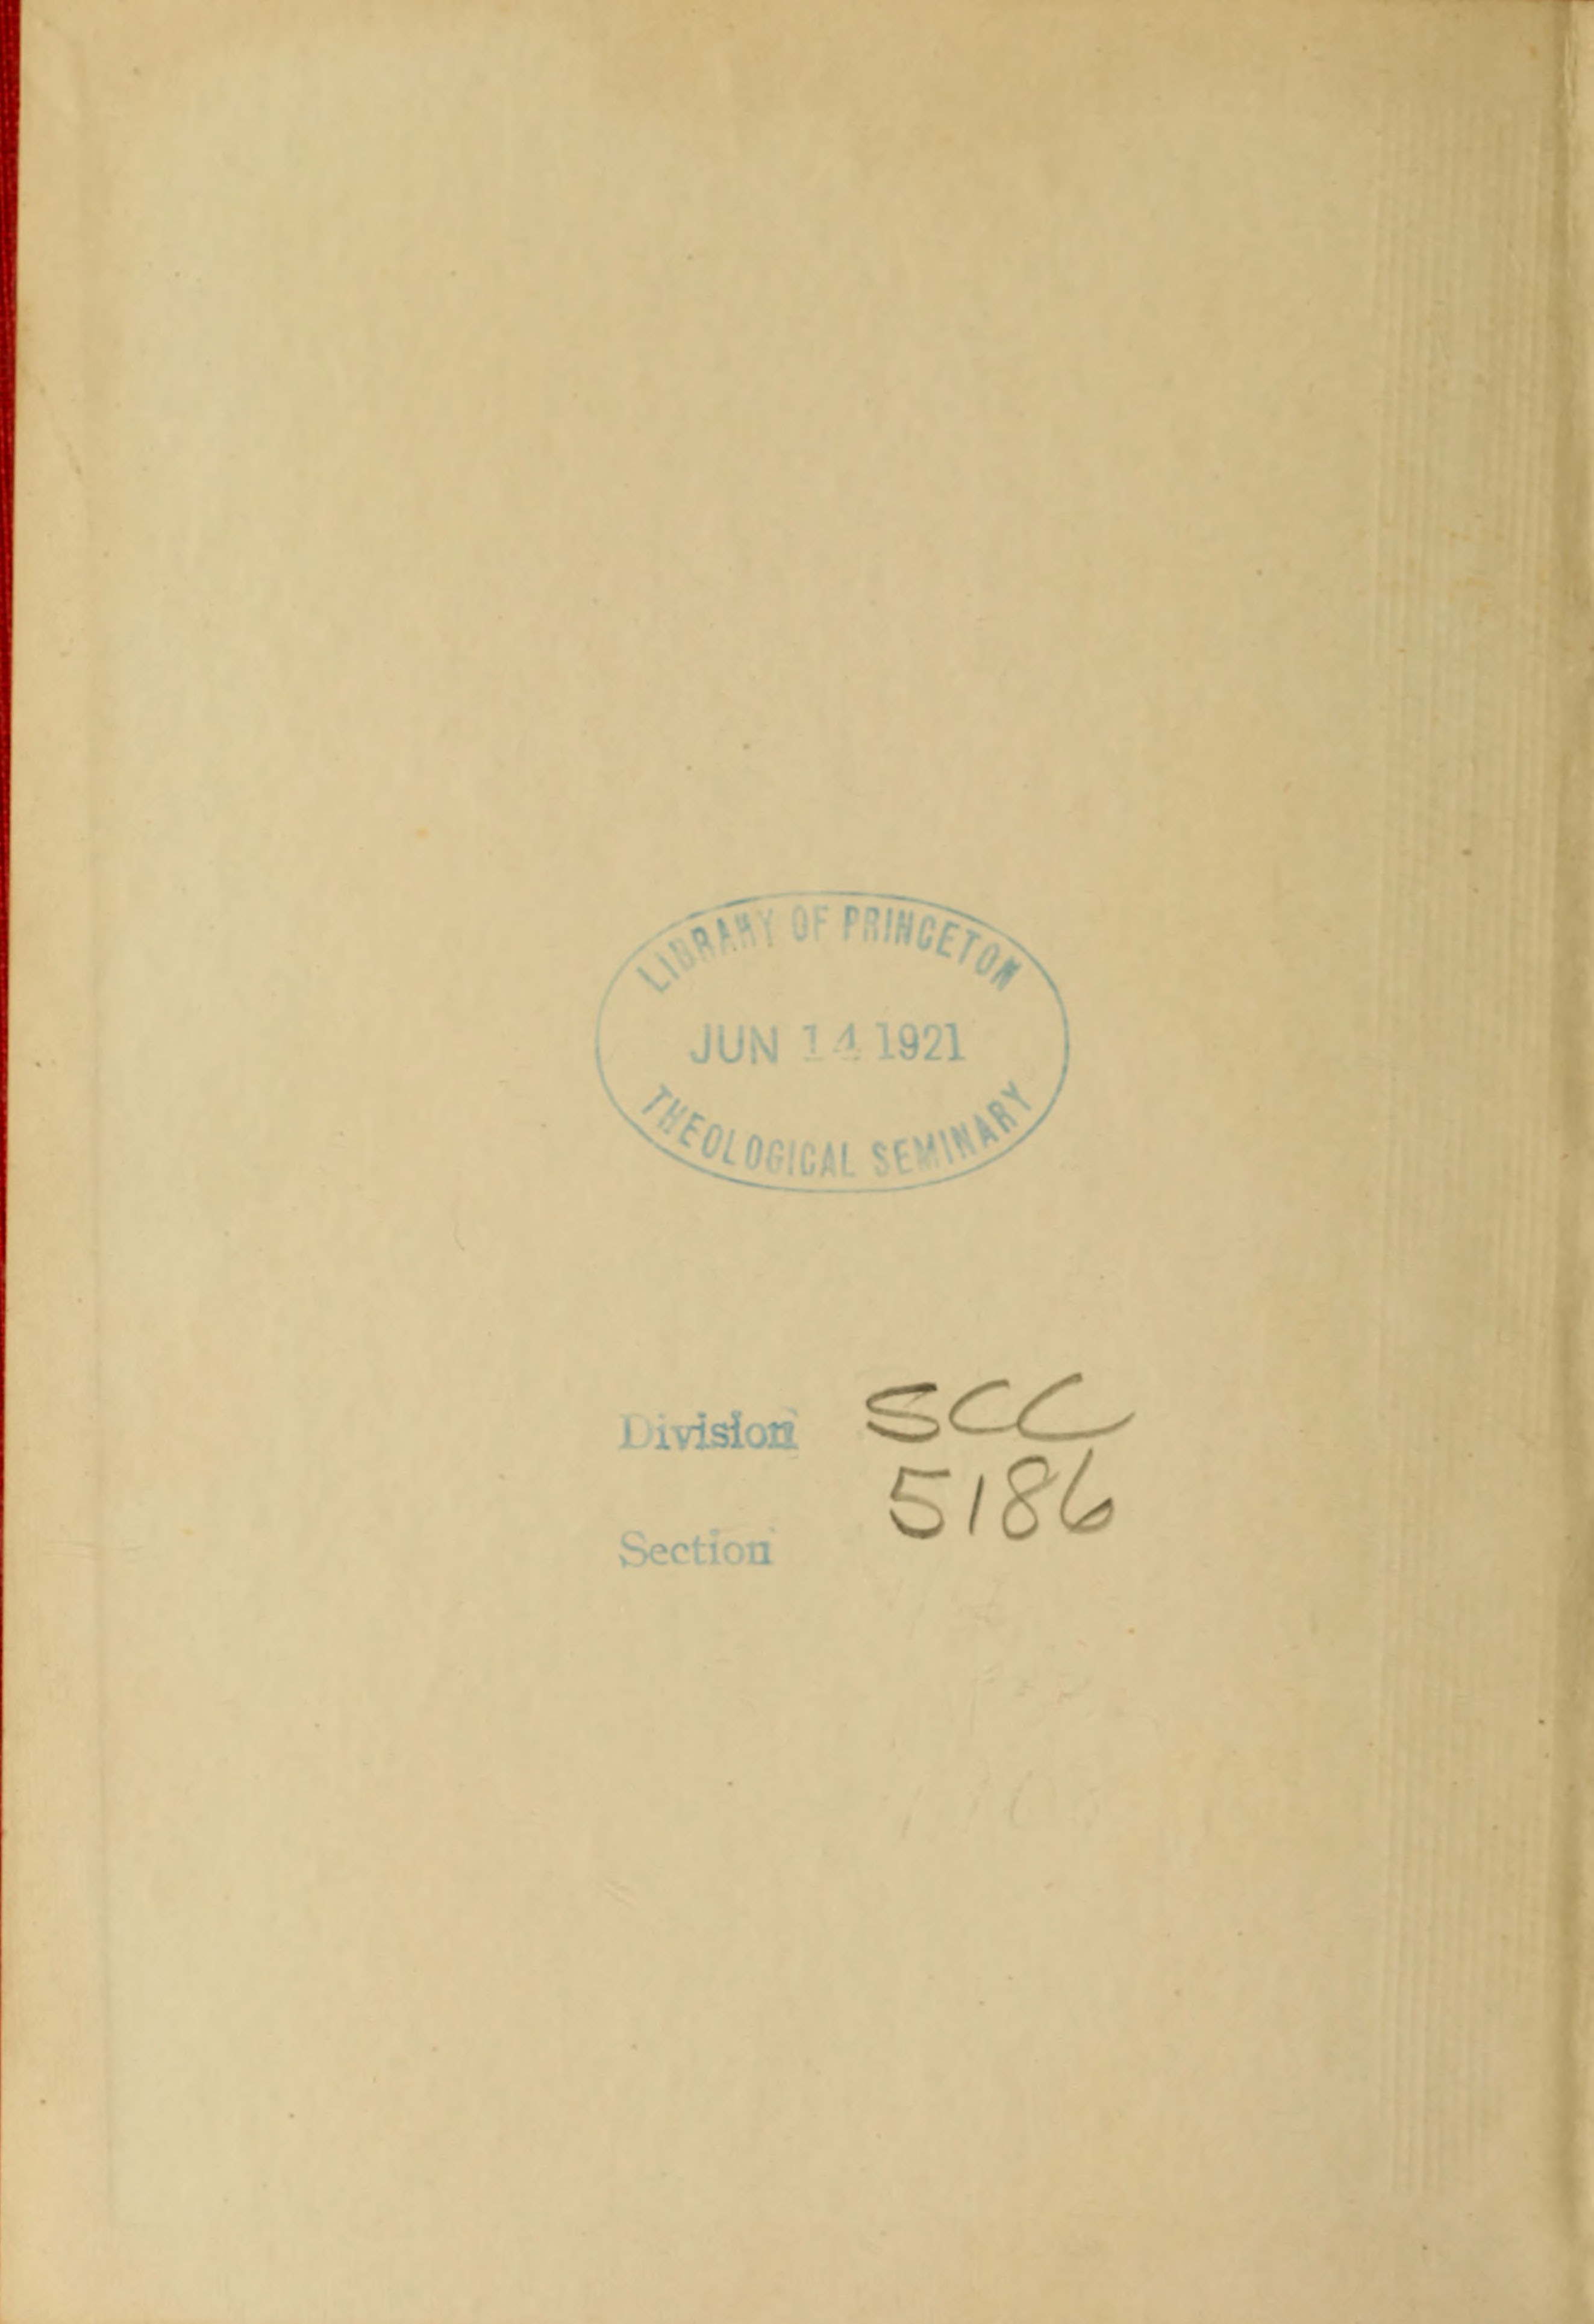 LIBRARY OF PRINCETON
JUN 14 1921
THEOLOGICAL SEMINARY
Division SCC
5186
Section